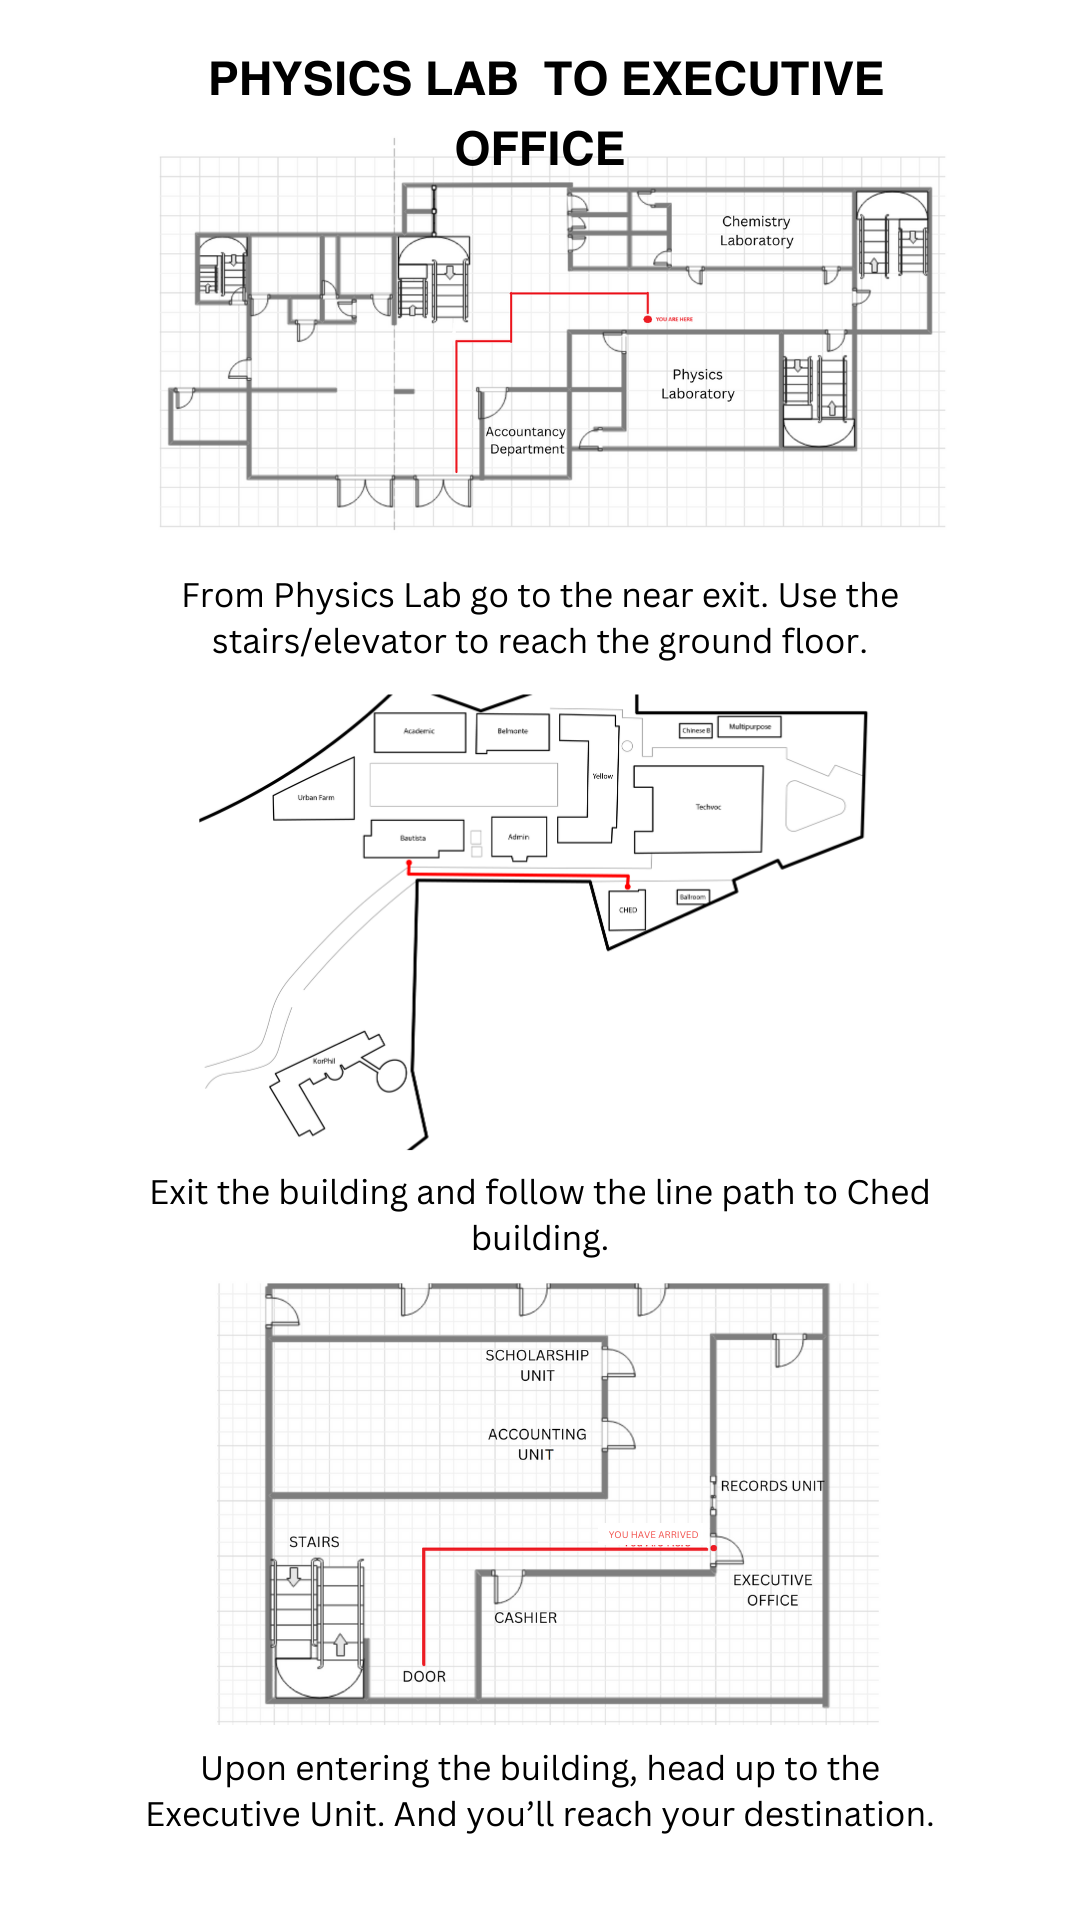 PHYSICS LAB  TO EXECUTIVE
OFFICE
Chemistry
Laboratory
YOU ARE HERE
Physics
Laboratory
Accountancy
Department
From Physics Lab go to the near exit. Use the
stairs/elevator to reach the ground floor.
Academic
Belmonte
Chinese B
Multipurpose
Yellow
Urban Farm
Techvoc
Bautista
Admin
CHED
Ballroom
KorPhil
Exit the building and follow the line path to Ched
building.
SCHOLARSHIP
UNIT
ACCOUNTING
UNIT
RECORDS UNIT
YOU HAVE ARRIVED
STAIRS
EXECUTIVE
OFFICE
CASHIER
DOOR
Upon entering the building, head up to the
Executive Unit. And you’ll reach your destination.